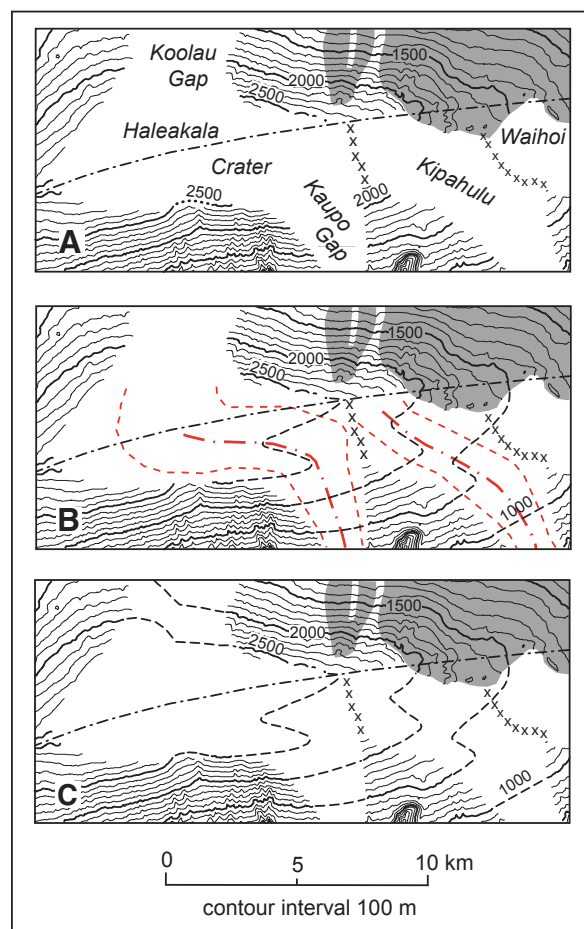 Koolau
Gap
1500
2000
2500
Haleakala
Waihoi
Crater
Kipahulu
2500
2000
Kaupo
Gap
A
x x x x x x x
x x x x x x x x x
1500
2000
2500
x x x x x x x
x x x x x x x x x
1000
B
1500
2000
2500
x x x x x x x
x x x x x x x x x
1000
C
0 5 10 km
contour interval 100 m